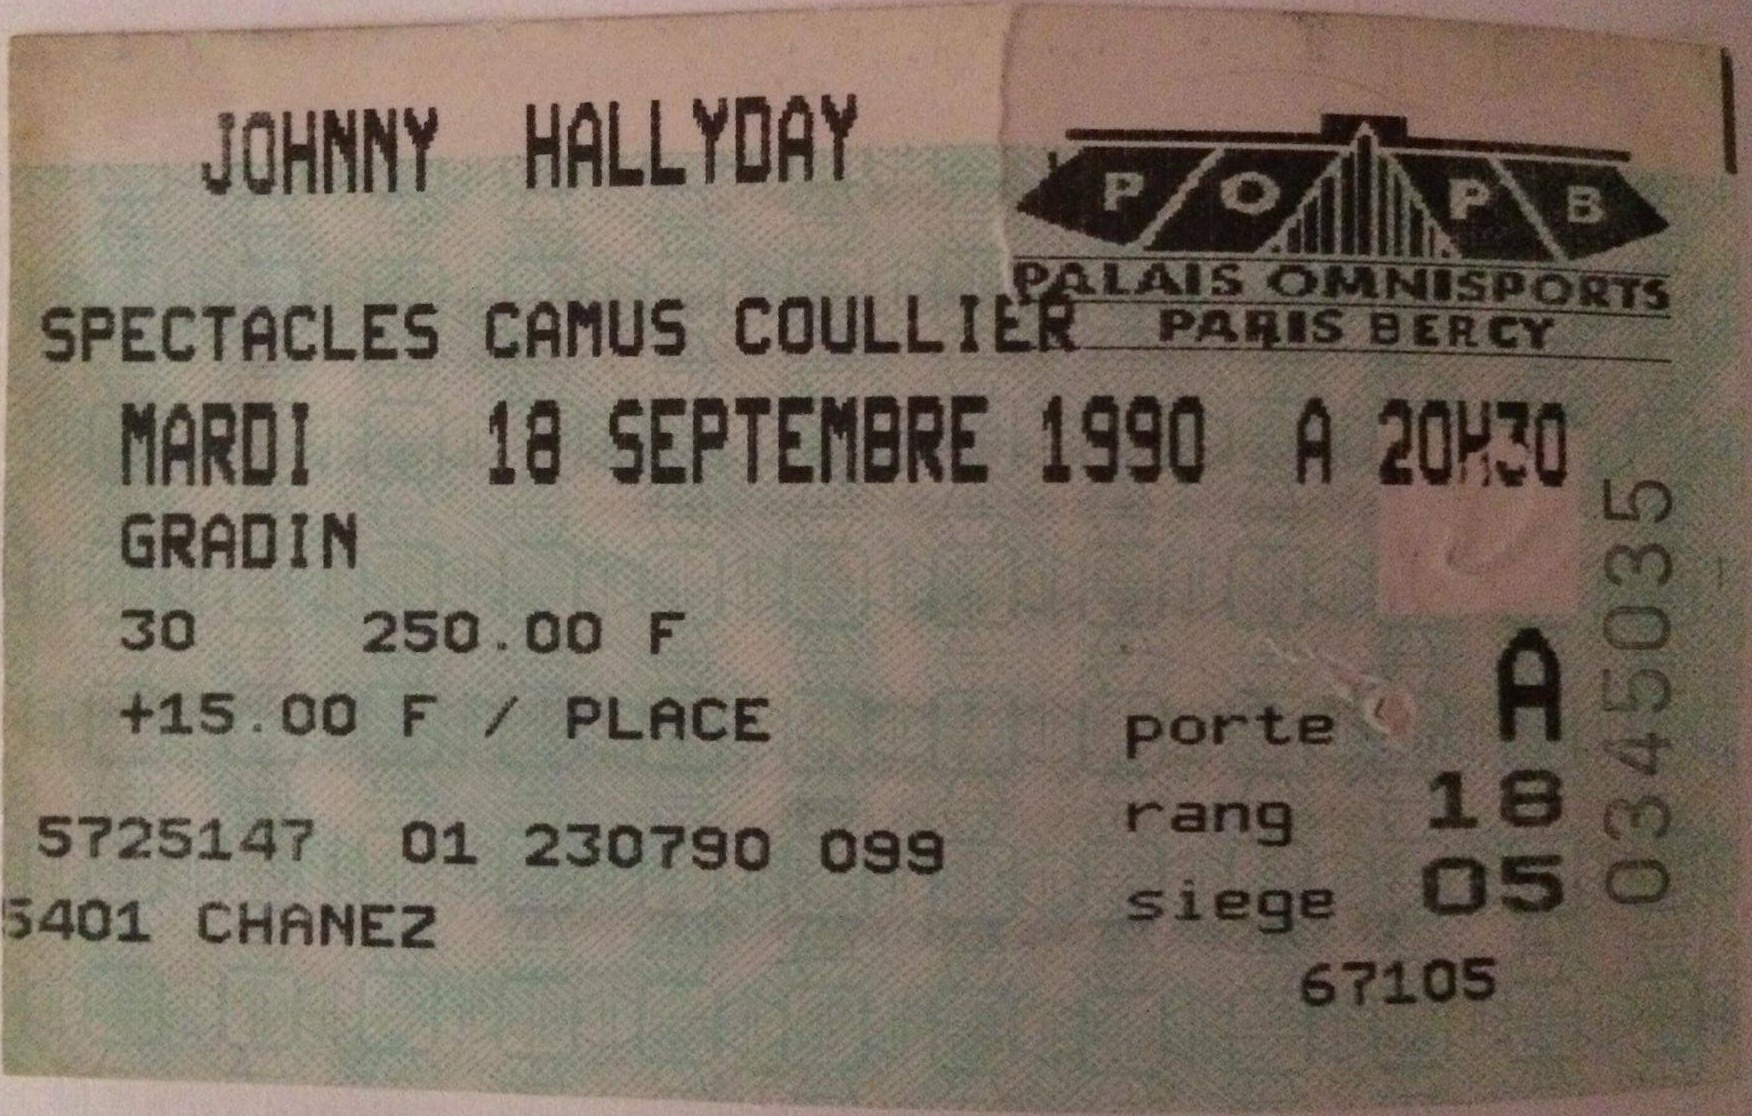 JOHNNY HALLYDAY
P O P B
PALAIS OMNISPORTS
PARIS BERCY
SPECTACLES CAMUS COULLIER
MARDI 18 SEPTEMBRE 1990 A 20H30
GRADIN
30 250.00 F
+15.00 F / PLACE
porte A
rang 18
siege 05
67105
5725147 01 230790 099
5401 CHANEZ
0345035